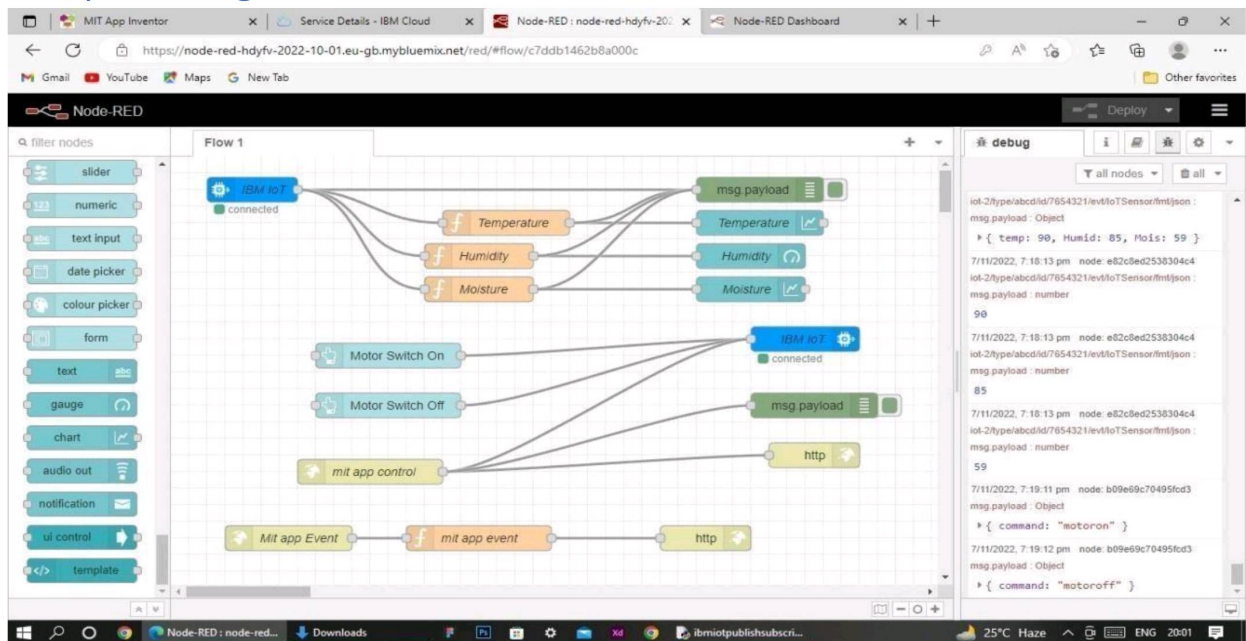 MIT App Inventor
Service Details - IBM Cloud
Node-RED : node-red-hdyfv-202
Node-RED Dashboard
https://node-red-hdyfv-2022-10-01.eu-gb.mybluemix.net/red/#flow/c7ddb1462b8a000c
Gmail YouTube Maps New Tab Other favorites
Node-RED
Deploy
filter nodes
Flow 1
debug
all nodes
all
slider
numeric
text input
date picker
colour picker
form
text
gauge
chart
audio out
notification
ui control
template
IBM IoT
connected
Temperature
Humidity
Moisture
msg.payload
Temperature
Humidity
Moisture
Motor Switch On
Motor Switch Off
mit app control
IBM IoT
connected
msg.payload
http
Mit app Event
mit app event
http
iot-2/type/abcd/id/7654321/evt/IoTSensor/fmt/json :
msg.payload : Object
{ temp: 90, Humid: 85, Mois: 59 }
7/11/2022, 7:18:13 pm node: e82c8ed2538304c4
iot-2/type/abcd/id/7654321/evt/IoTSensor/fmt/json :
msg.payload : number
90
7/11/2022, 7:18:13 pm node: e82c8ed2538304c4
iot-2/type/abcd/id/7654321/evt/IoTSensor/fmt/json :
msg.payload : number
85
7/11/2022, 7:18:13 pm node: e82c8ed2538304c4
iot-2/type/abcd/id/7654321/evt/IoTSensor/fmt/json :
msg.payload : number
59
7/11/2022, 7:19:11 pm node: b09e69c70495fcd3
msg.payload : Object
{ command: "motoron" }
7/11/2022, 7:19:12 pm node: b09e69c70495fcd3
msg.payload : Object
{ command: "motoroff" }
Node-RED : node-red...
Downloads
ibmiotpublishsubscri...
25°C Haze
ENG
20:01